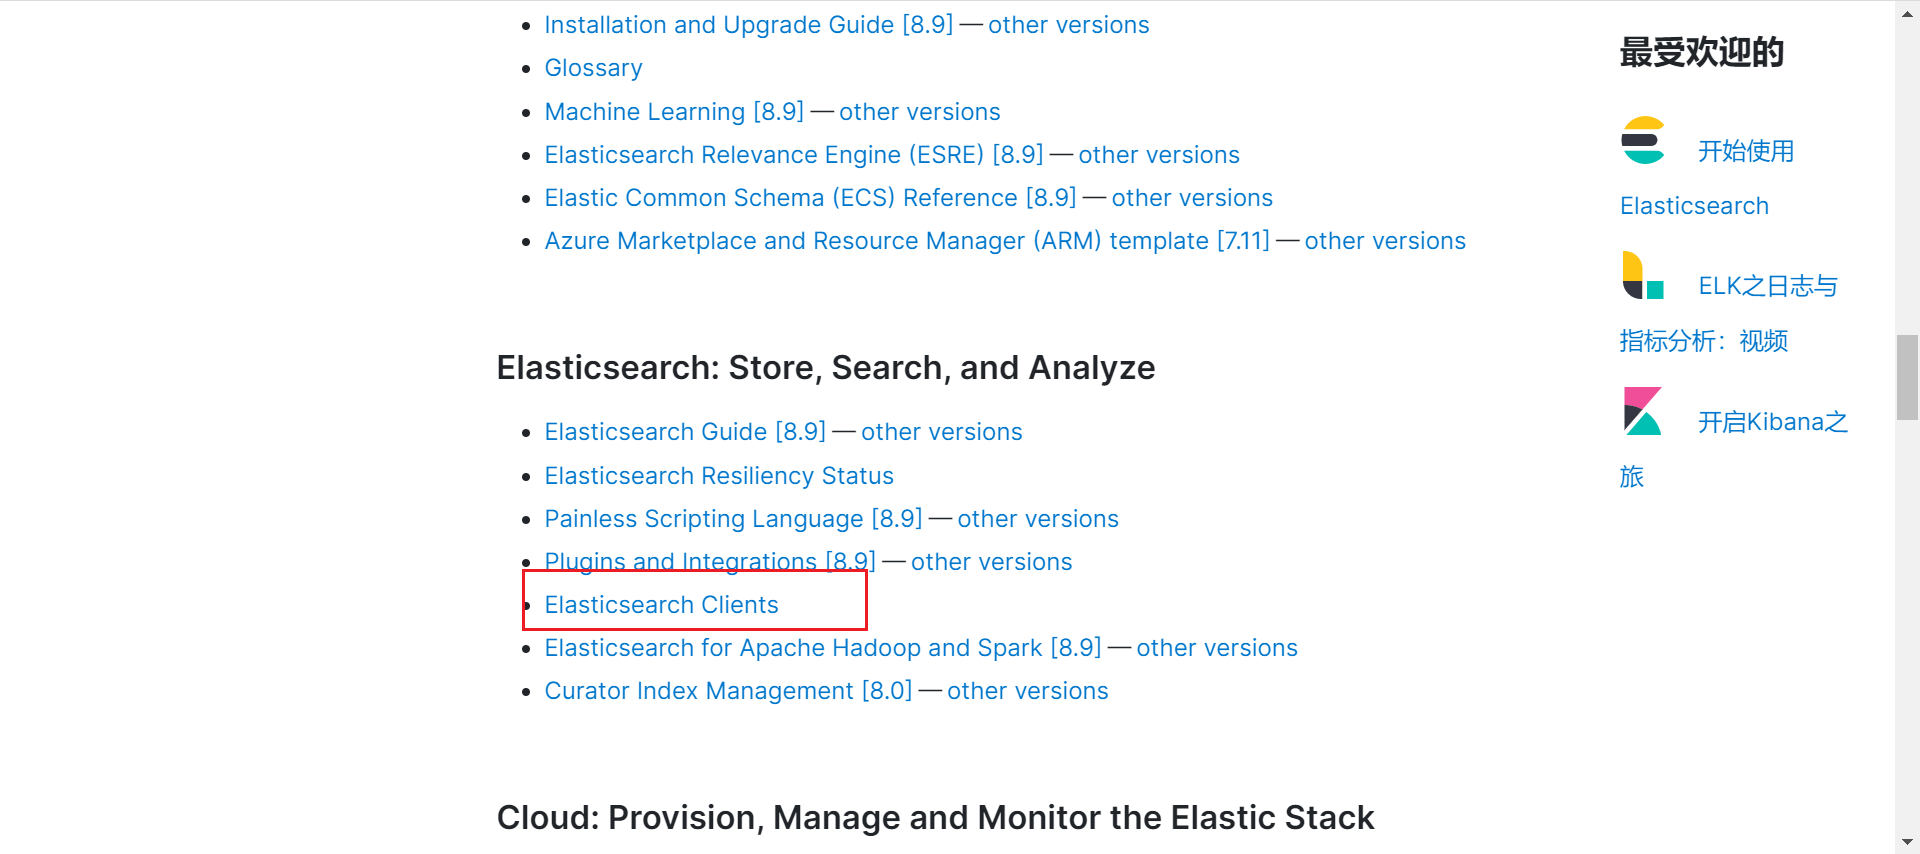 Installation and Upgrade Guide [8.9] — other versions
Glossary
Machine Learning [8.9] — other versions
Elasticsearch Relevance Engine (ESRE) [8.9] — other versions
Elastic Common Schema (ECS) Reference [8.9] — other versions
Azure Marketplace and Resource Manager (ARM) template [7.11] — other versions
Elasticsearch: Store, Search, and Analyze
Elasticsearch Guide [8.9] — other versions
Elasticsearch Resiliency Status
Painless Scripting Language [8.9] — other versions
Plugins and Integrations [8.9] — other versions
Elasticsearch Clients
Elasticsearch for Apache Hadoop and Spark [8.9] — other versions
Curator Index Management [8.0] — other versions
Cloud: Provision, Manage and Monitor the Elastic Stack
最受欢迎的
开始使用
Elasticsearch
ELK之日志与
指标分析：视频
开启Kibana之
旅